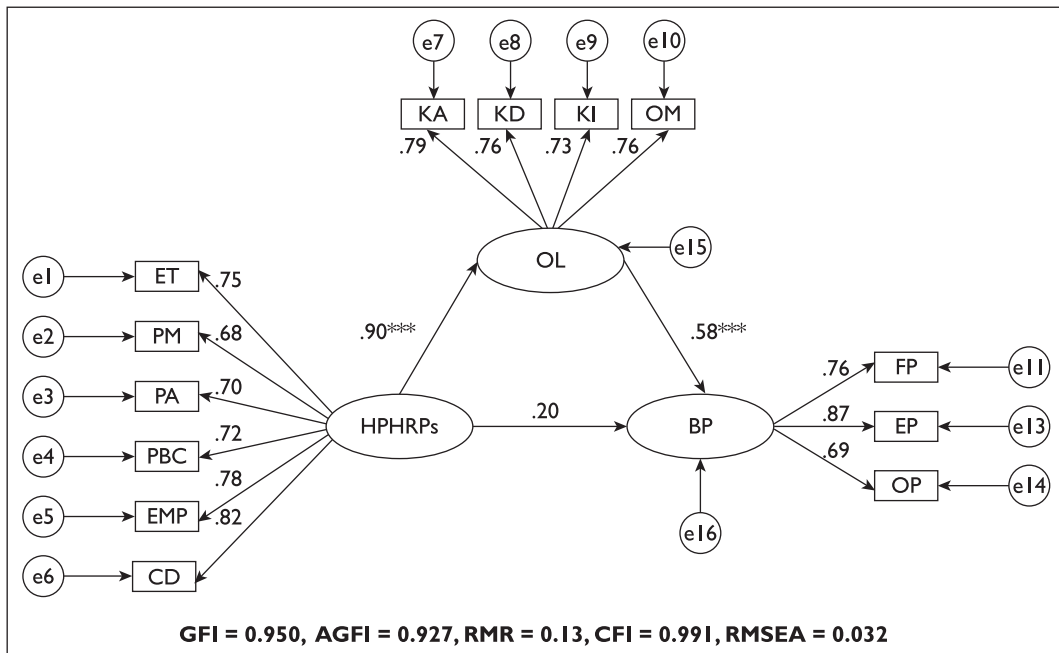 e7 e8 e9 e10
KA KD KI OM
.79 .76 .73 .76
OL e15
e1 ET .75
e2 PM .68
e3 PA .70
e4 PBC .72
e5 EMP .78
e6 CD .82
.90***
.58***
HPHRPs .20 BP
.76 FP e11
.87 EP e13
.69 OP e14
e16
GFI = 0.950, AGFI = 0.927, RMR = 0.13, CFI = 0.991, RMSEA = 0.032